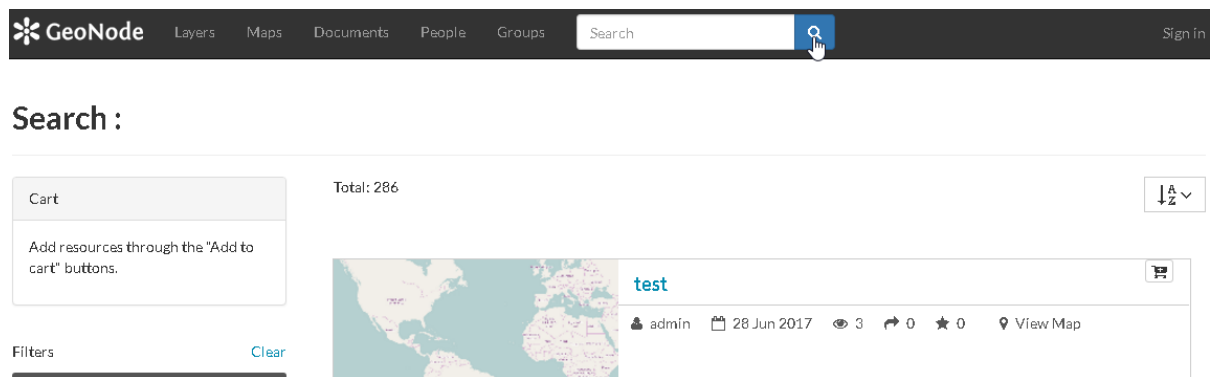 GeoNode Layers Maps Documents People Groups Search Sign in
Search :
Cart
Add resources through the "Add to
cart" buttons.
Filters Clear
Total: 286
A
Z
test
admin 28 Jun 2017 3 0 0 View Map